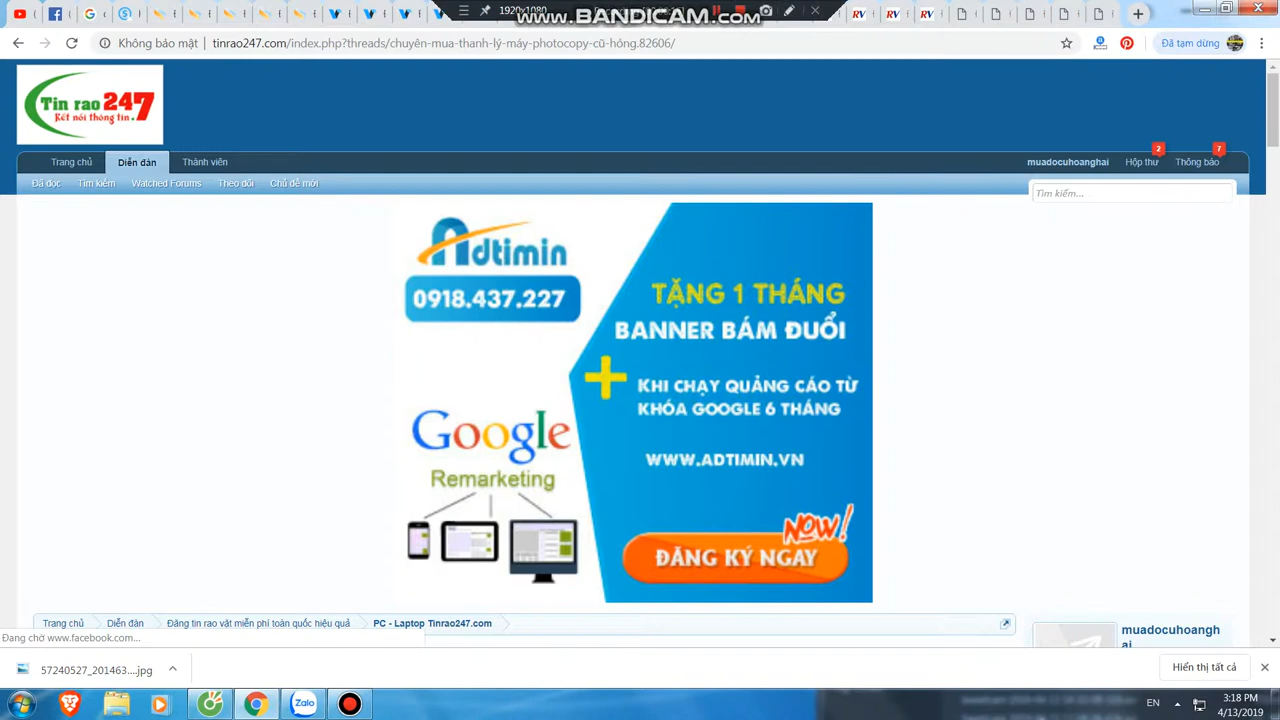 1920×1080
www.BANDICAM.com
Không bảo mật
tinrao247.com/index.php?threads/chuyên-mua-thanh-lý-máy-photocopy-cũ-hỏng.82606/
Đã tạm dừng
Tin rao 247
Kết nối thông tin.
Trang chủ
Diễn đàn
Thành viên
muadocuhoanghai
Hộp thư
2
Thông báo
7
Đã đọc
Tìm kiếm
Watched Forums
Theo dõi
Chủ đề mới
Tìm kiếm...
Adtimin
0918.437.227
TẶNG 1 THÁNG
BANNER BÁM ĐUỔI
KHI CHẠY QUẢNG CÁO TỪ
KHÓA GOOGLE 6 THÁNG
WWW.ADTIMIN.VN
Google
Remarketing
NOW!
ĐĂNG KÝ NGAY
Trang chủ
Diễn đàn
Đăng tin rao vặt miễn phí toàn quốc hiệu quả
PC - Laptop Tinrao247.com
muadocuhoangh
ai
Đang chờ www.facebook.com...
57240527_201463....jpg
Hiển thị tất cả
Zalo
EN
3:18 PM
4/13/2019